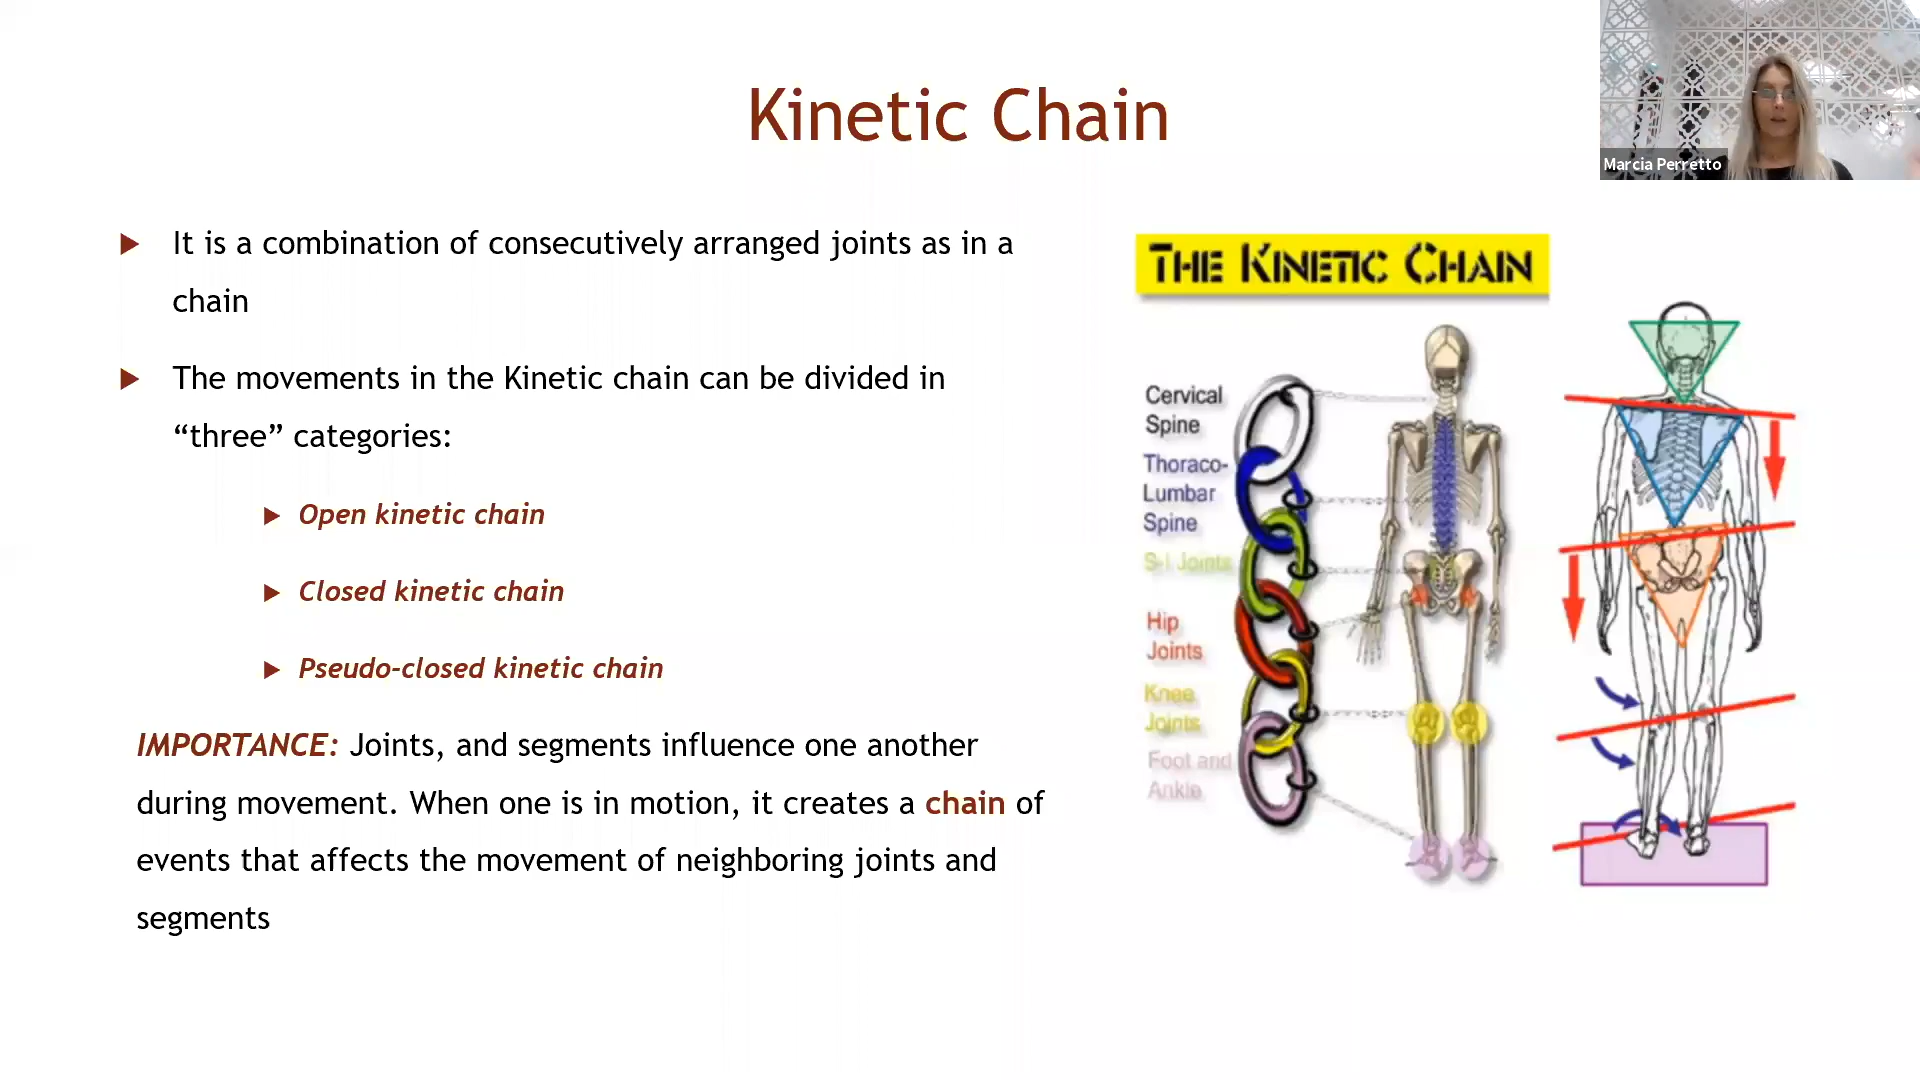 Kinetic Chain
Marcia Perretto
It is a combination of consecutively arranged joints as in a
chain
The movements in the Kinetic chain can be divided in
“three” categories:
Open kinetic chain
Closed kinetic chain
Pseudo-closed kinetic chain
IMPORTANCE: Joints, and segments influence one another
during movement. When one is in motion, it creates a chain of
events that affects the movement of neighboring joints and
segments
THE KINETIC CHAIN
Cervical
Spine
Thoraco-
Lumbar
Spine
S-I Joints
Hip
Joints
Knee
Joints
Foot and
Ankle